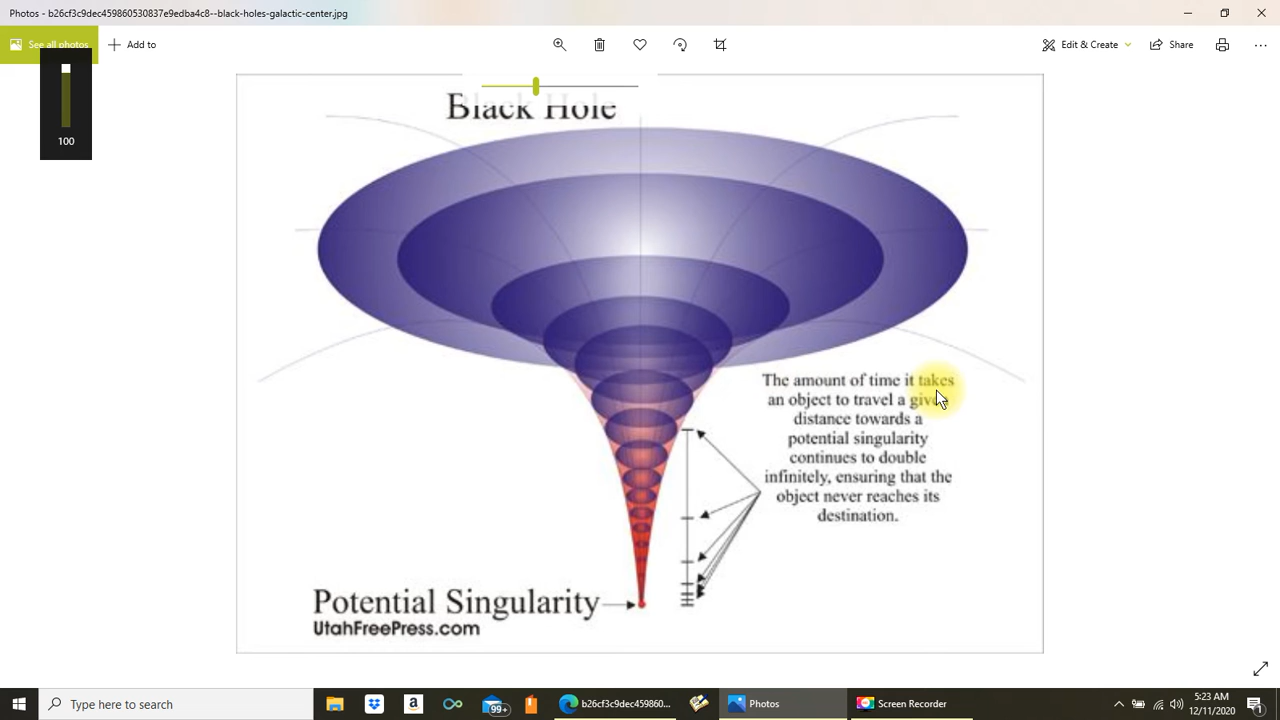 Photos - b26cf3c9dec459860530837e9edba4c8--black-holes-galactic-center.jpg
See all photos
Add to
Edit & Create
Share
100
Black Hole
The amount of time it takes
an object to travel a given
distance towards a
potential singularity
continues to double
infinitely, ensuring that the
object never reaches its
destination.
Potential Singularity
UtahFreePress.com
Type here to search
99+
b26cf3c9dec459860...
Photos
Screen Recorder
5:23 AM
12/11/2020
1